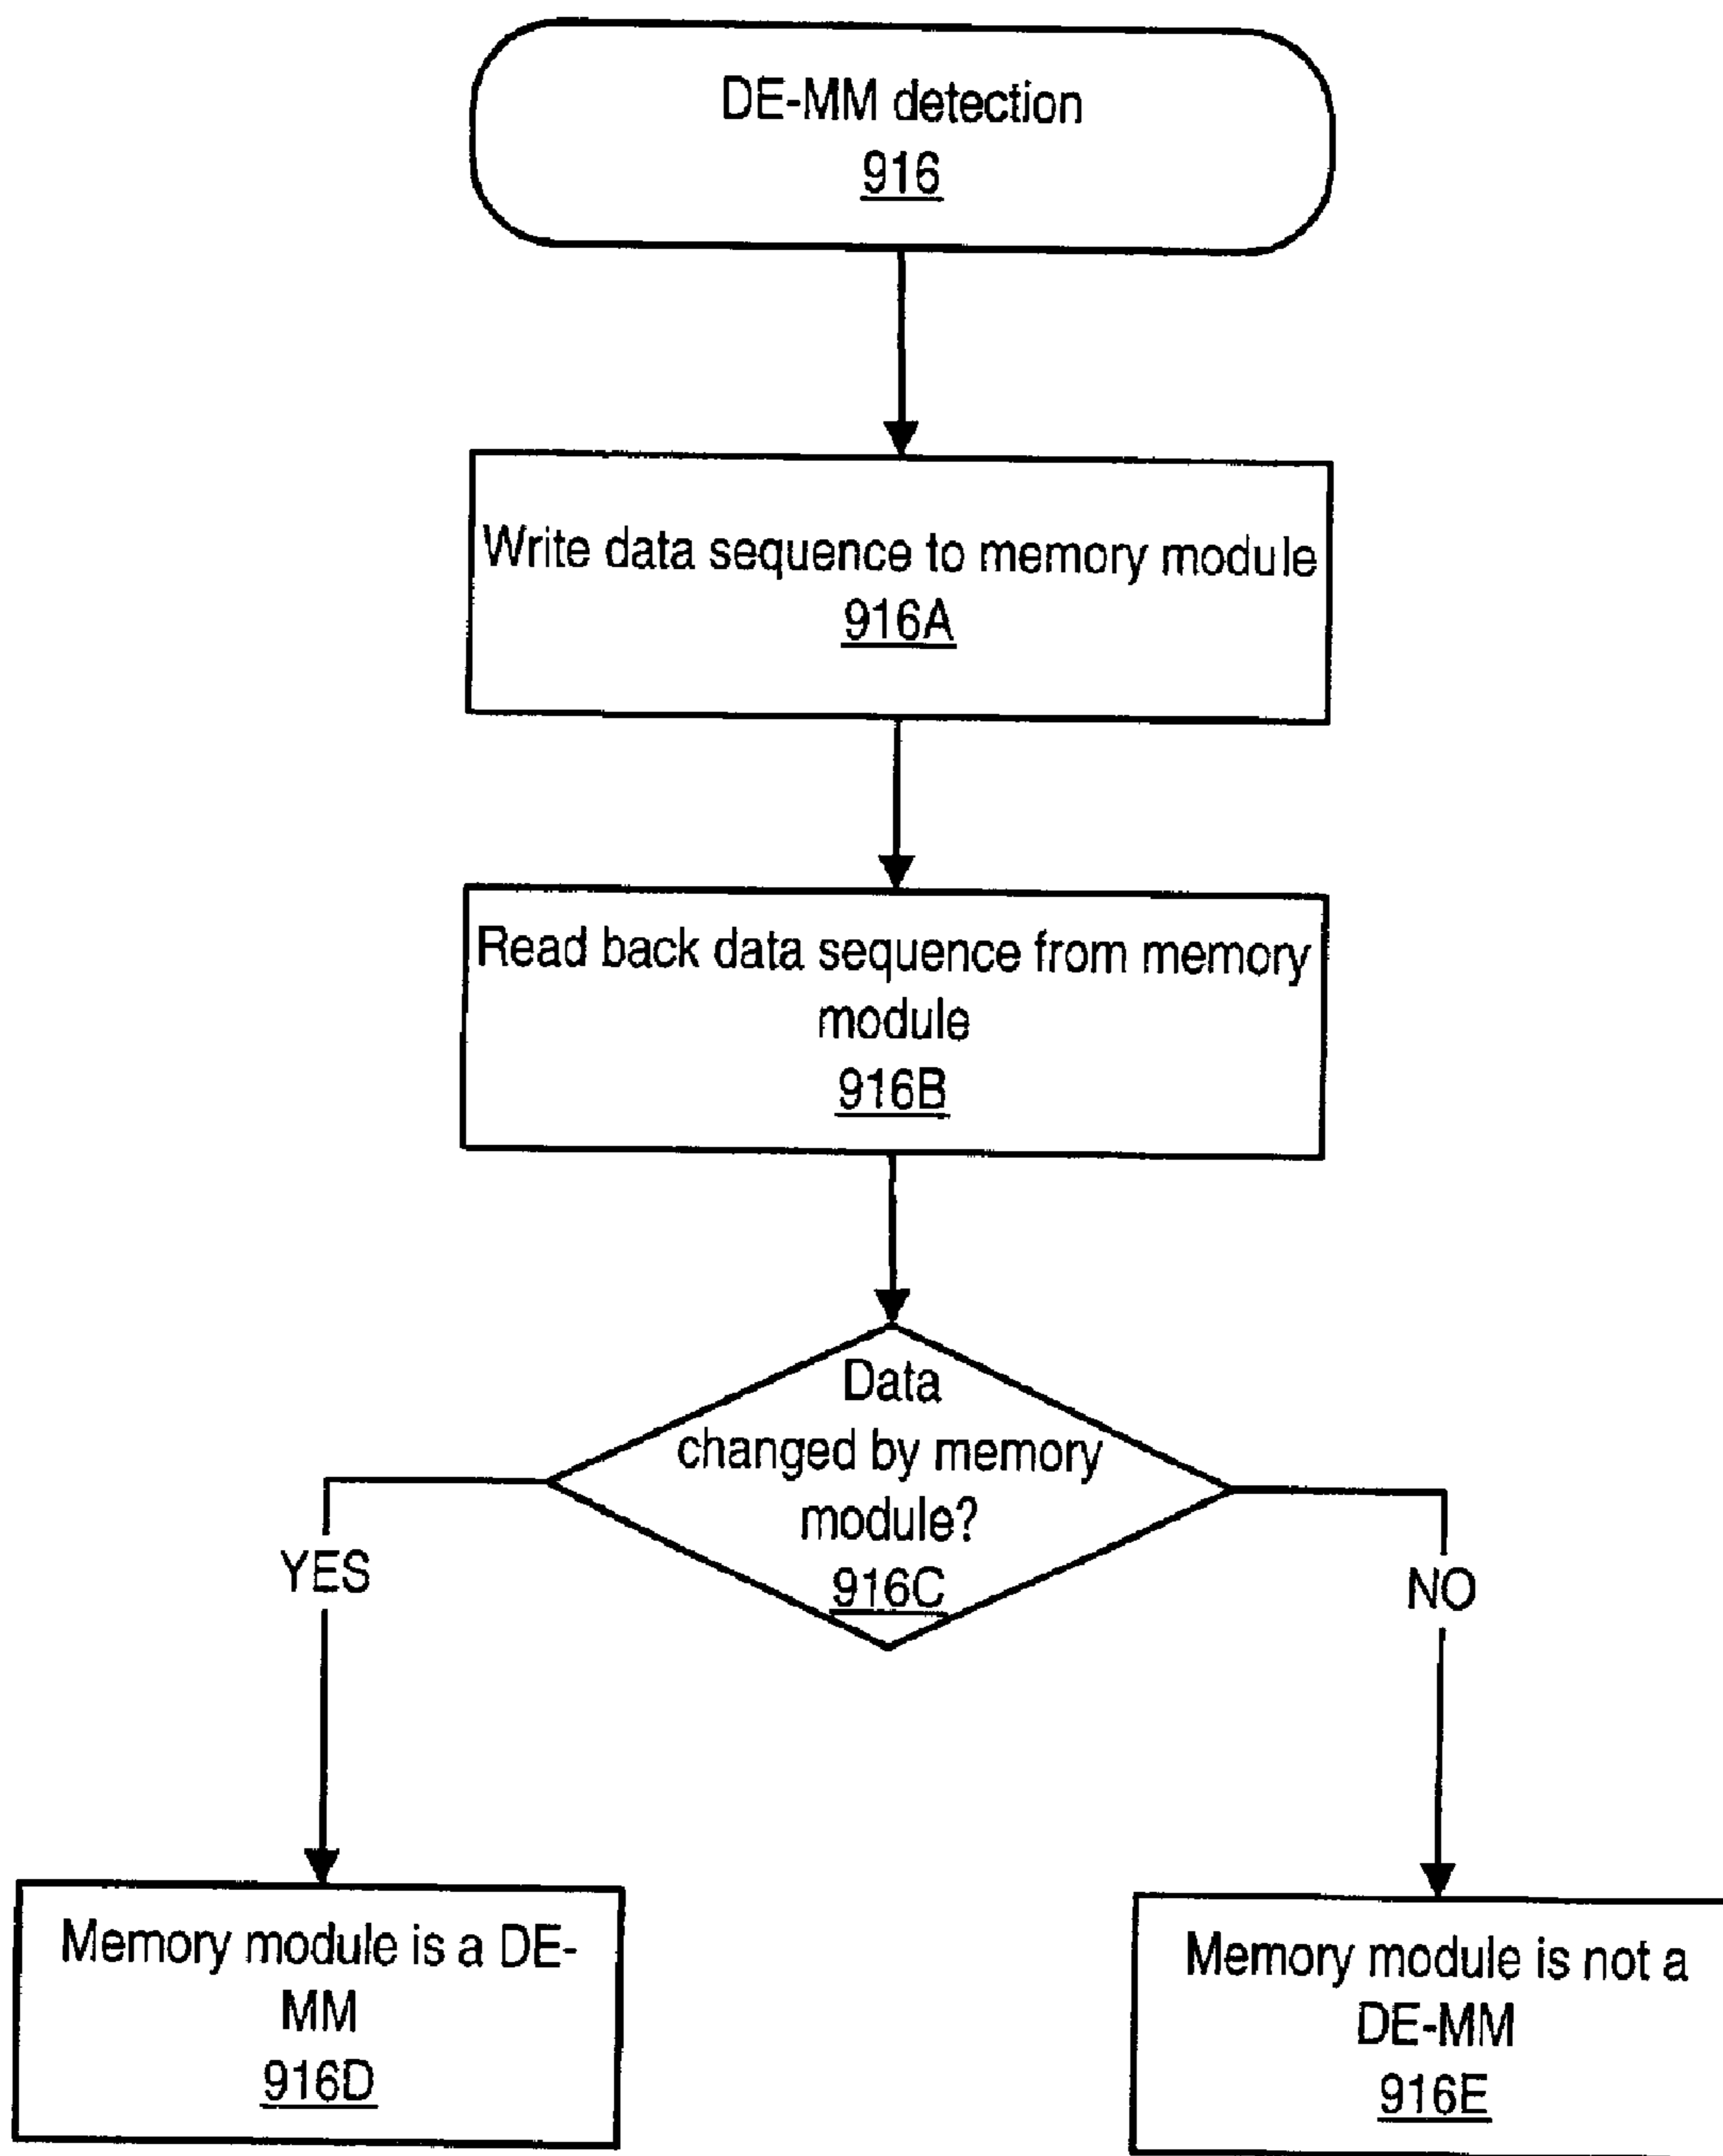 DE-MM detection
916
Write data sequence to memory module
916A
Read back data sequence from memory
module
916B
Data
changed by memory
module?
916C
YES
NO
Memory module is a DE-
MM
916D
Memory module is not a
DE-MM
916E